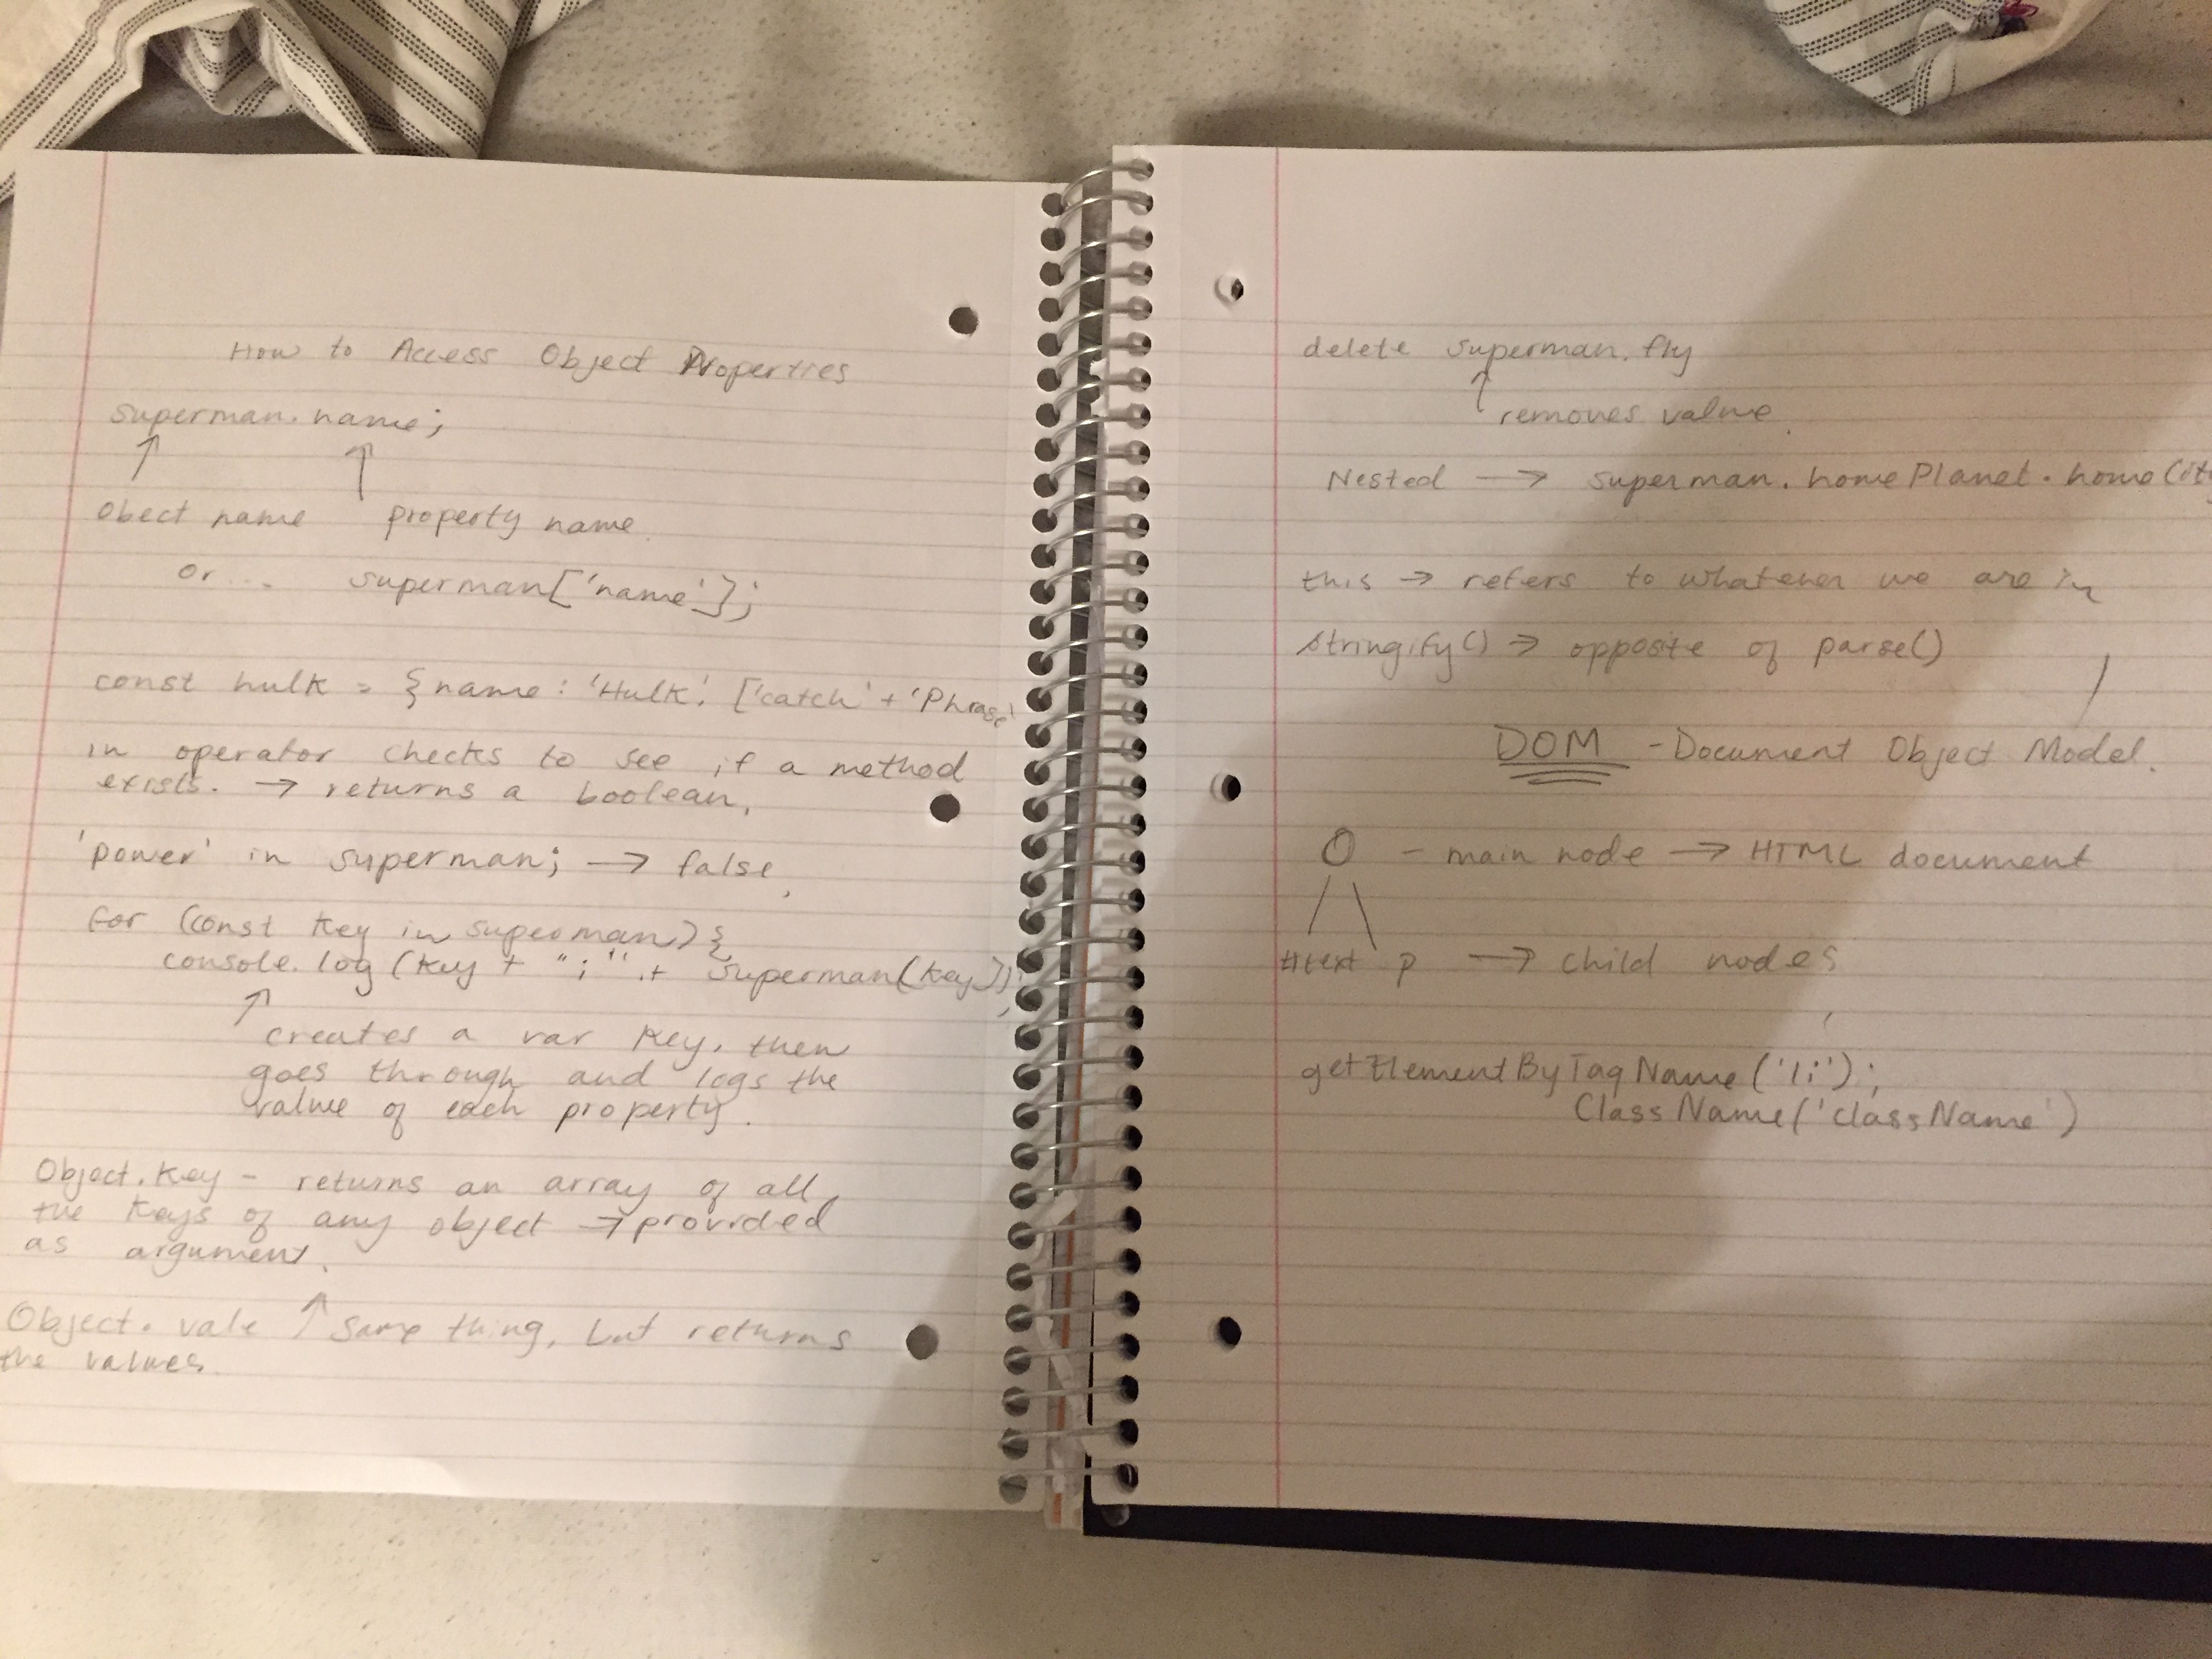 How to Access Object Properties
Superman.name;
Object name property name
or... superman['name'];
const hulk = { name: 'Hulk', ['catch' + 'Phrase'
in operator checks to see if a method
exists. → returns a boolean.
'power' in superman; → false
for (const key in superman) {
console.log(key + ": " + superman[key]);
creates a var key, then
goes through and logs the
value of each property.
Object.key - returns an array of all
the keys of any object → provided
as argument.
Object.vale ↑ Same thing, but returns
the values.
delete superman.fly
removes value.
Nested → superman.homePlanet.
this → refers to whatever we are in
stringify() → opposite of parse()
DOM - Document Object Model.
O - main node → HTML document
p → child nodes
getElementByTagName('li');
ClassName('className')